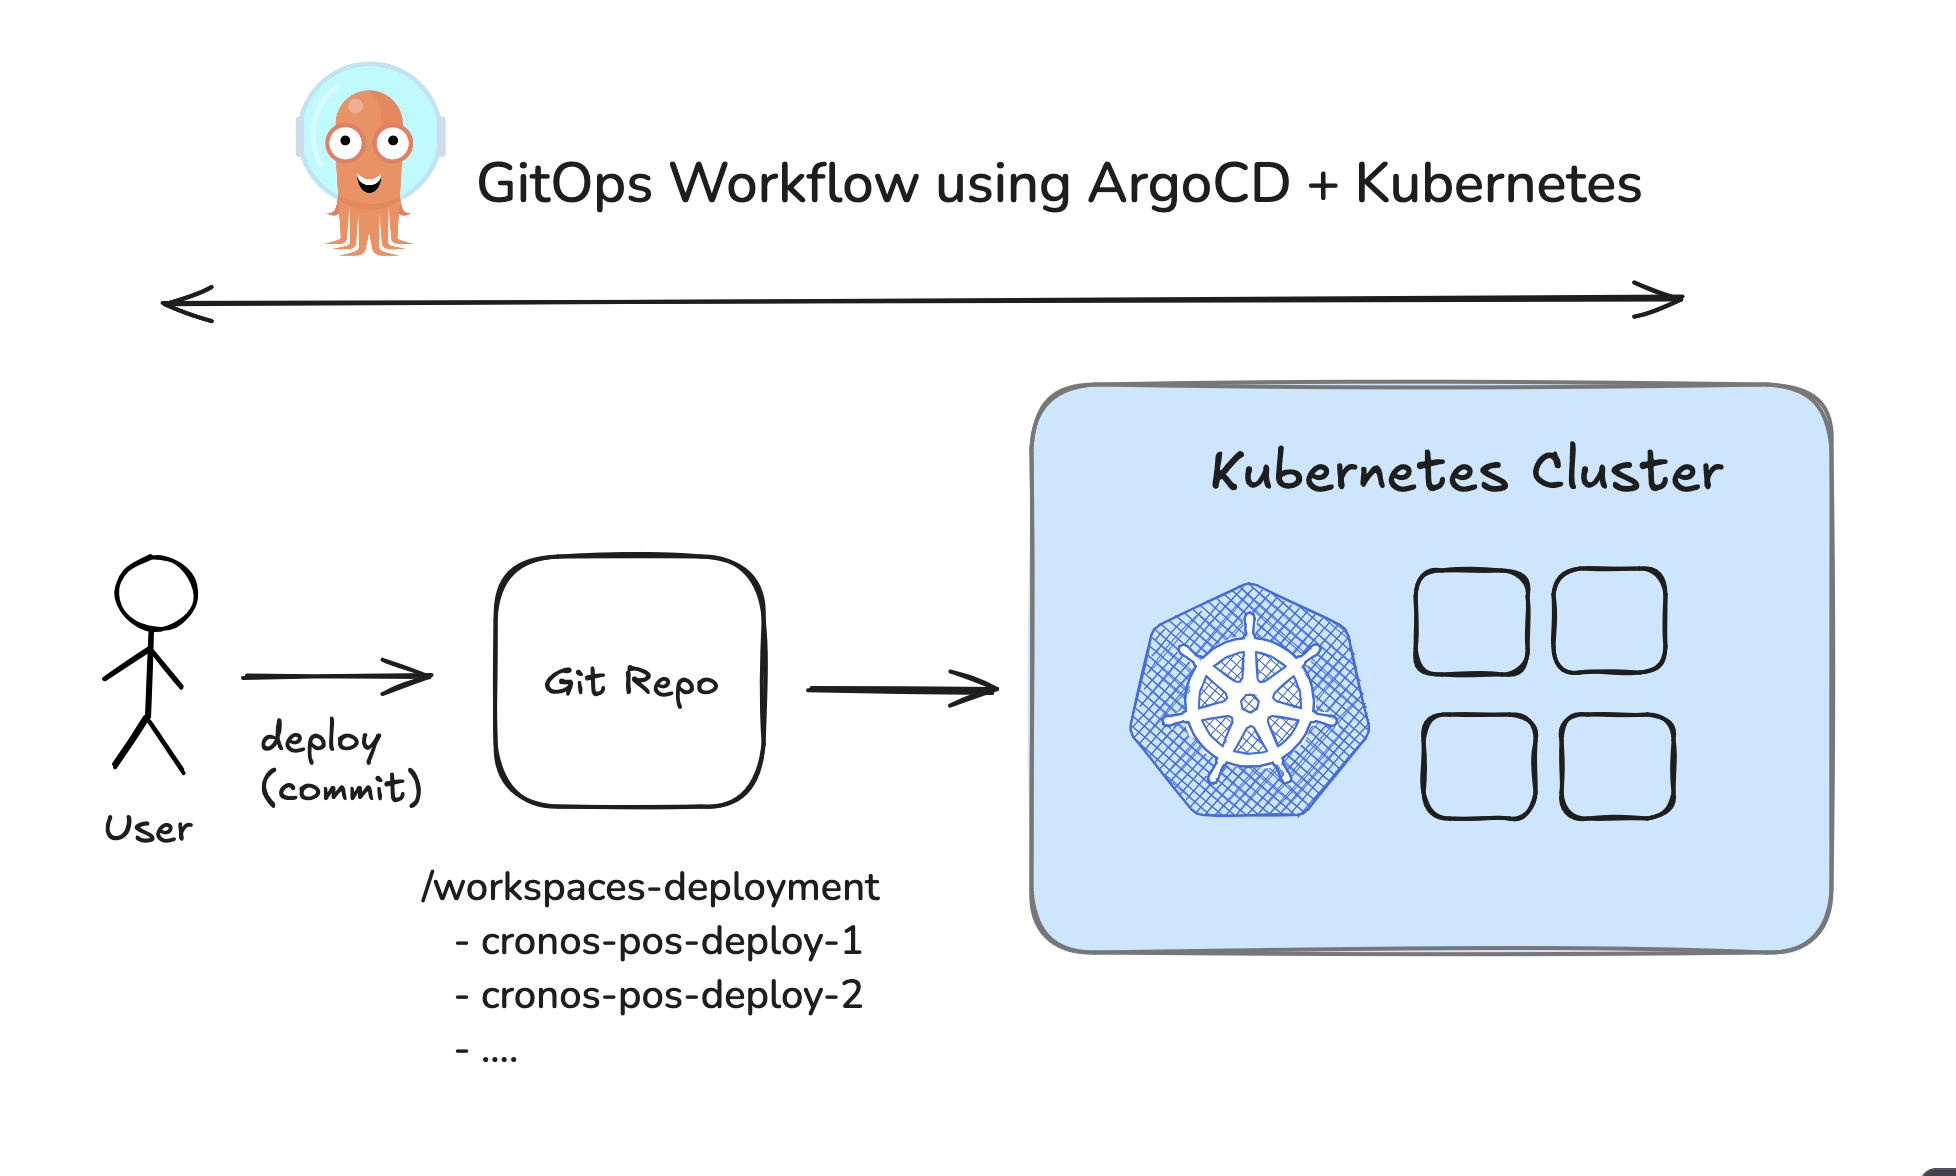 GitOps Workflow using ArgoCD + Kubernetes
Kubernetes Cluster
Git Repo
deploy
(commit)
User
/workspaces-deployment
- cronos-pos-deploy-1
- cronos-pos-deploy-2
- ....